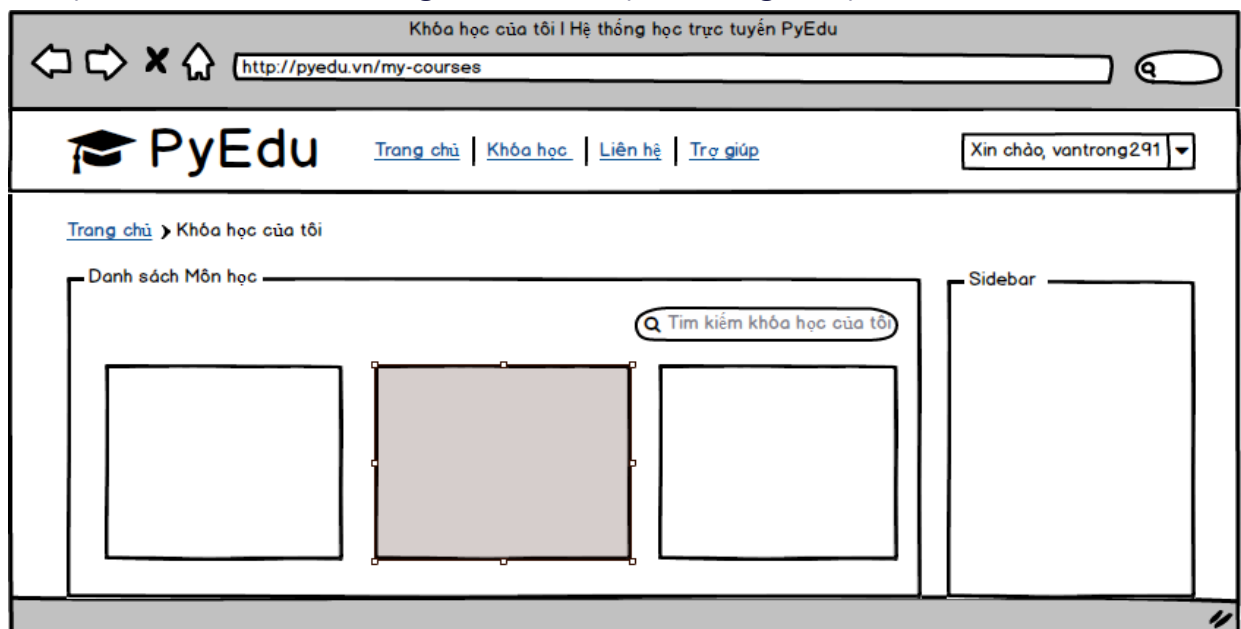 Khóa học của tôi | Hệ thống học trực tuyến PyEdu
http://pyedu.vn/my-courses
PyEdu
Trang chủ | Khóa học | Liên hệ | Trợ giúp
Xin chào, vantrong291
Trang chủ > Khóa học của tôi
Danh sách Môn học
Sidebar
Tìm kiếm khóa học của tôi